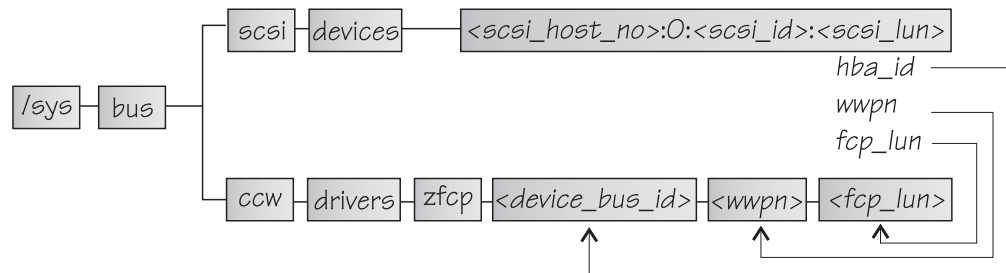 scsi devices <scsi_host_no>:0:<scsi_id>:<scsi_lun>
hba_id
/sys bus
wwpn
fcp_lun
ccw drivers zfcp <device_bus_id> <wwpn> <fcp_lun>